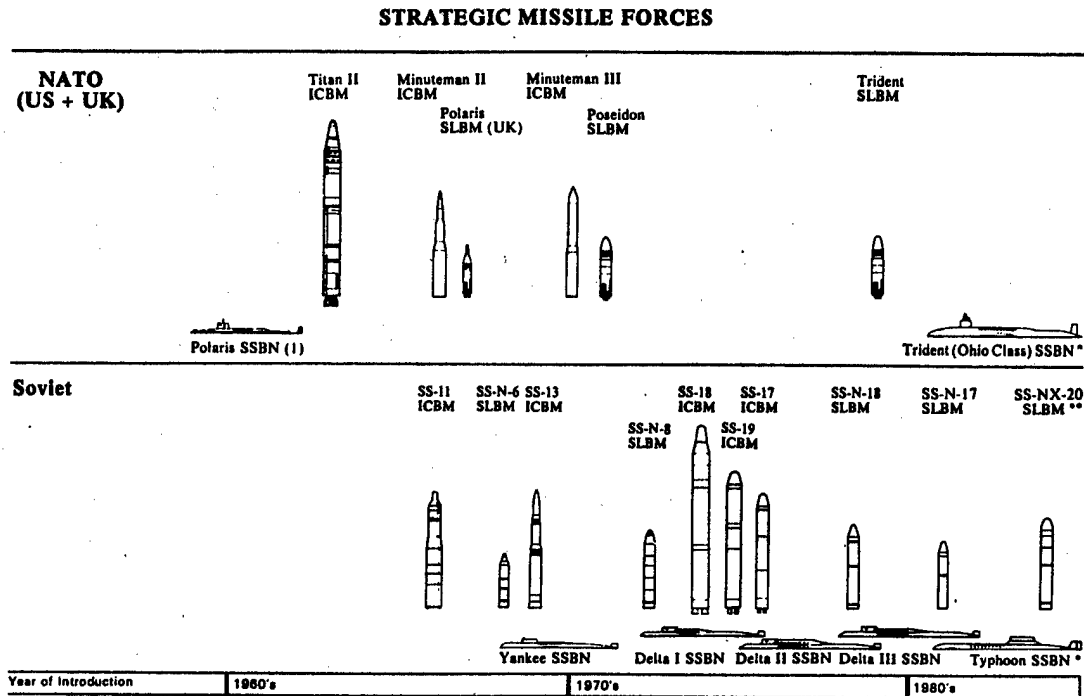 STRATEGIC MISSILE FORCES
NATO
(US + UK)
Titan II
ICBM
Minuteman II
ICBM
Polaris
SLBM (UK)
Minuteman III
ICBM
Poseidon
SLBM
Trident
SLBM
Polaris SSBN (1)
Trident (Ohio Class) SSBN *
Soviet
SS-11
ICBM
SS-N-6
SLBM
SS-13
ICBM
SS-N-8
SLBM
SS-18
ICBM
SS-19
ICBM
SS-17
ICBM
SS-N-18
SLBM
SS-N-17
SLBM
SS-NX-20
SLBM **
Yankee SSBN
Delta I SSBN
Delta II SSBN
Delta III SSBN
Typhoon SSBN *
Year of Introduction
1960's
1970's
1980's